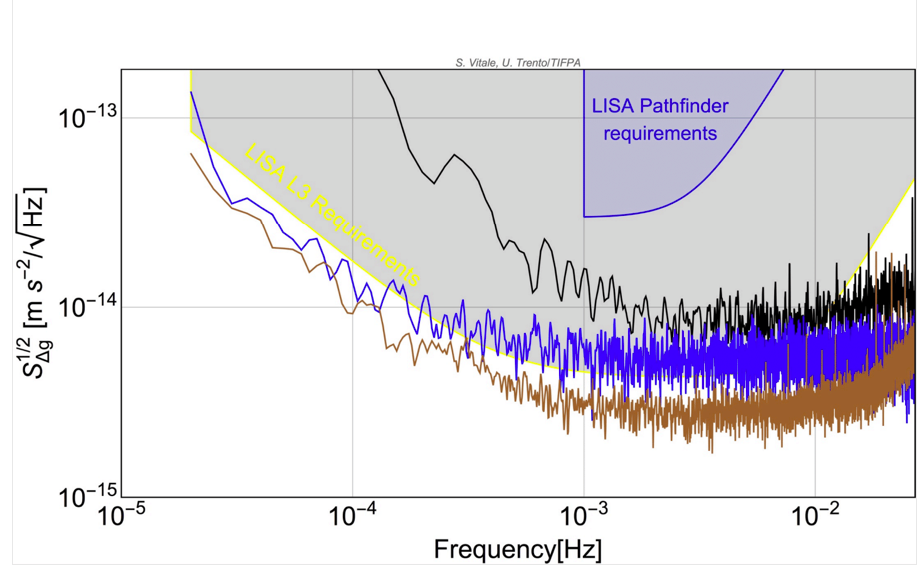 S. Vitale, U. Trento/TIFPA
10⁻¹³
LISA Pathfinder
requirements
LISA L3 Requirements
S_Δg^1/2 [m s⁻²/√Hz]
10⁻¹⁴
10⁻¹⁵
10⁻⁵
10⁻⁴
10⁻³
10⁻²
Frequency[Hz]